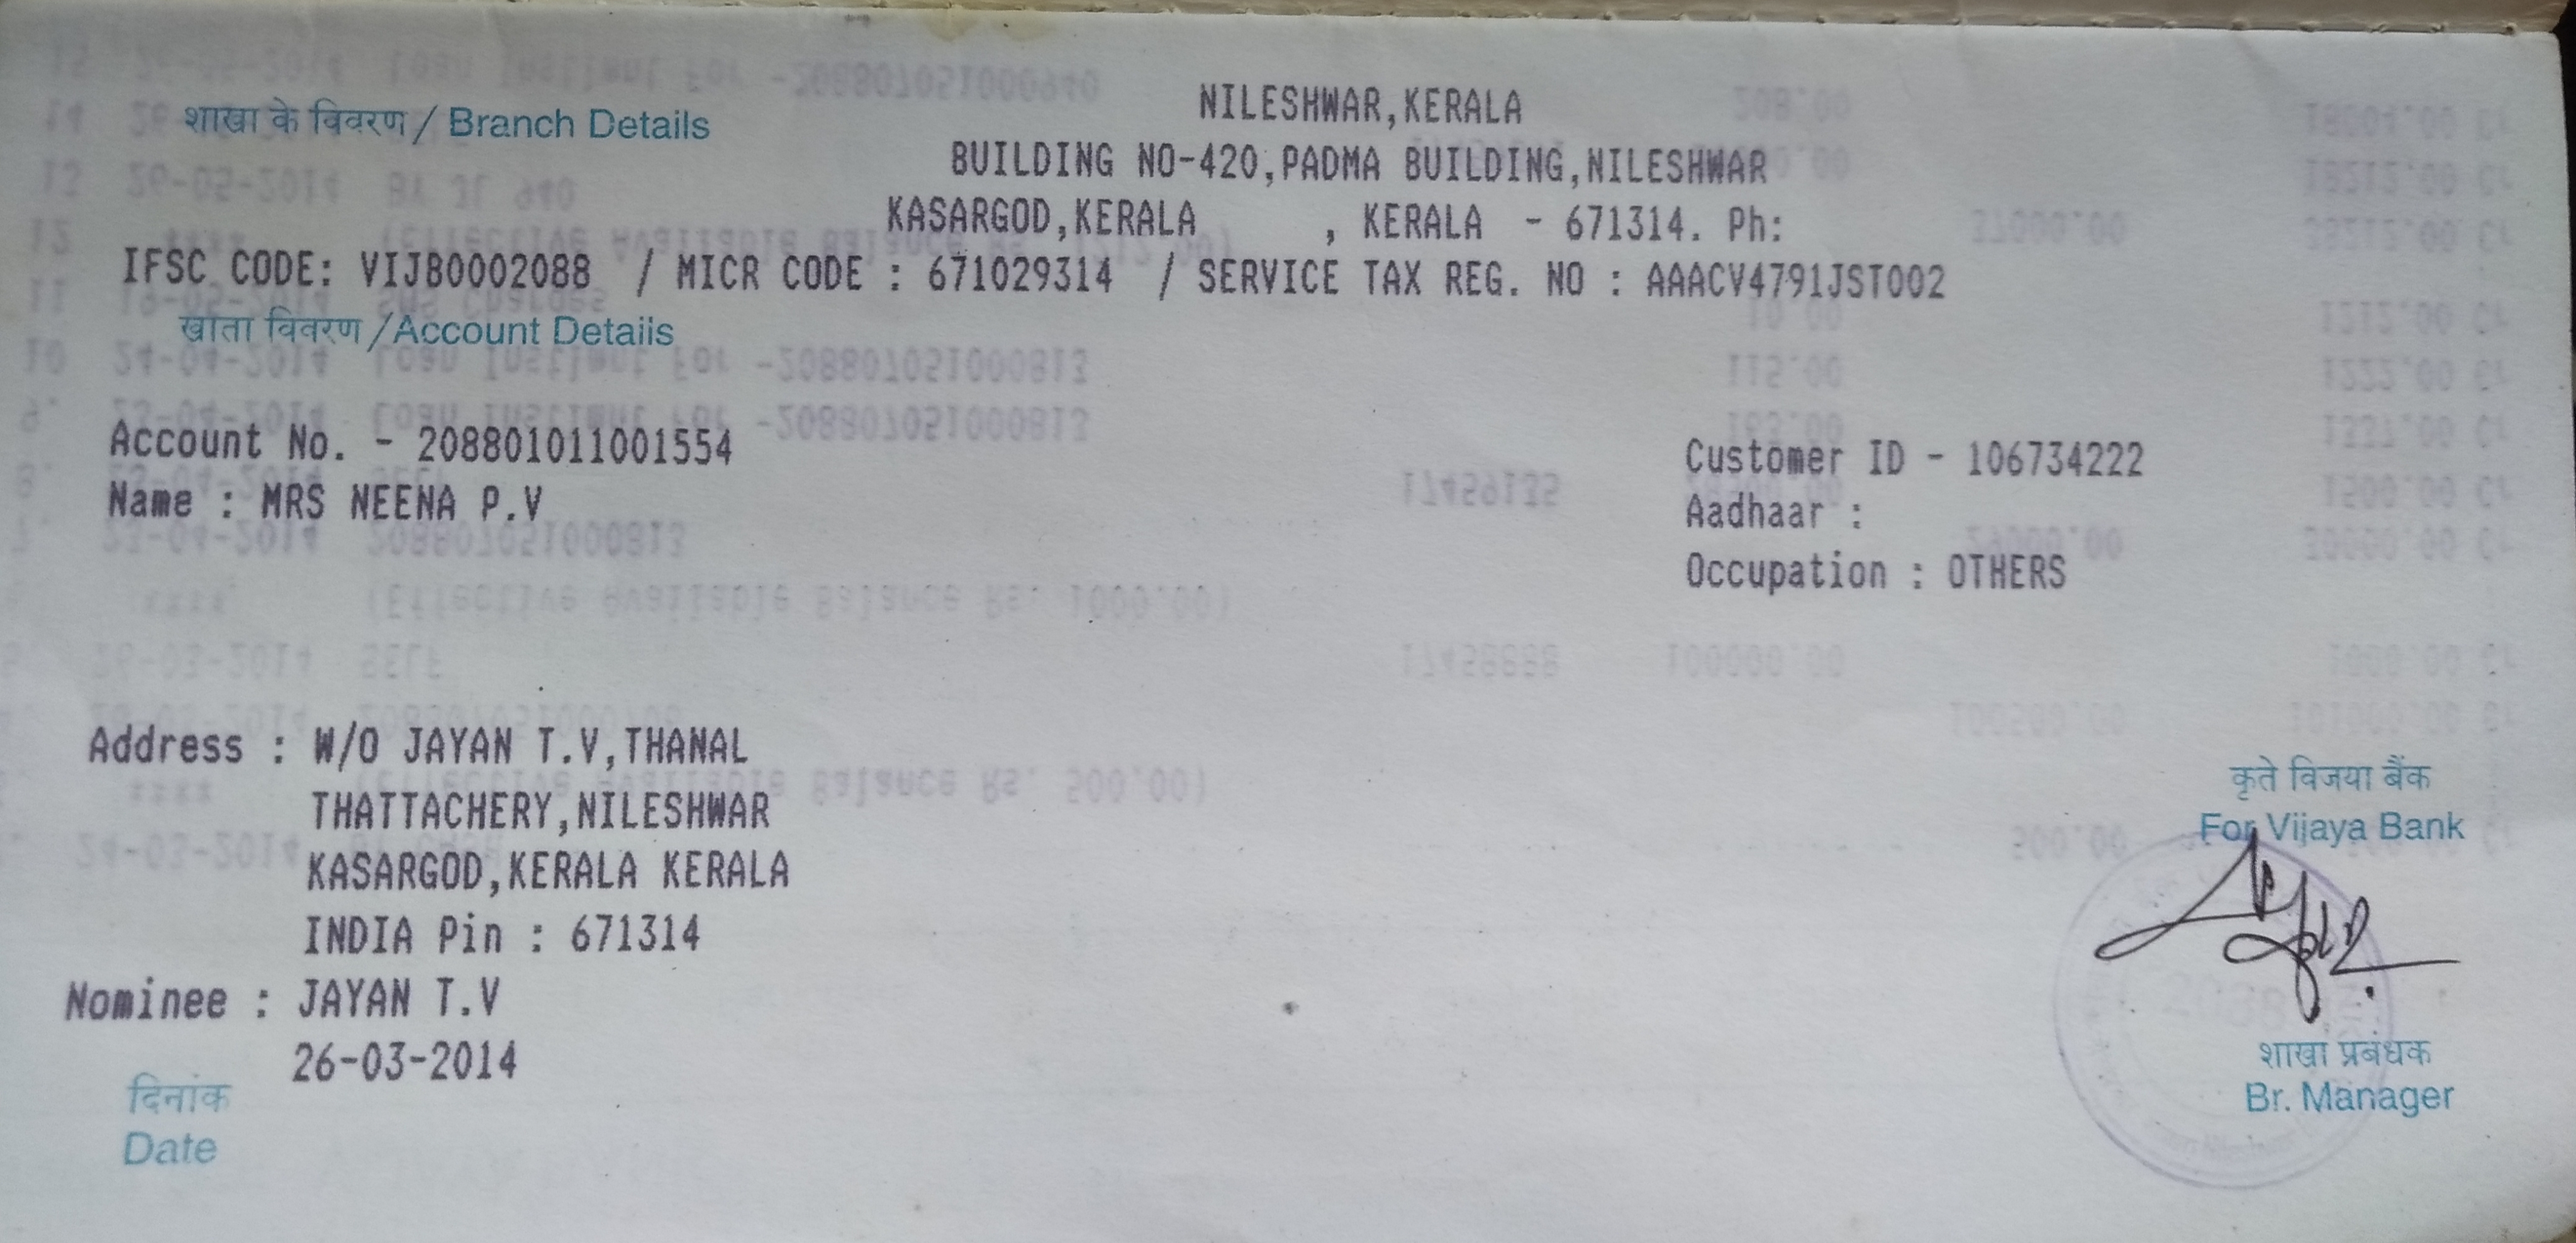 शाखा के विवरण / Branch Details
NILESHWAR,KERALA
BUILDING NO-420,PADMA BUILDING,NILESHWAR
KASARGOD,KERALA , KERALA - 671314. Ph:
IFSC CODE: VIJB0002088 / MICR CODE : 671029314 / SERVICE TAX REG. NO : AAACV4791JST002
खाता विवरण /Account Details
Account No. - 208801011001554
Customer ID - 106734222
Name : MRS NEENA P.V
Aadhaar :
Occupation : OTHERS
Address : W/O JAYAN T.V,THANAL
THATTACHERY,NILESHWAR
KASARGOD,KERALA KERALA
INDIA Pin : 671314
Nominee : JAYAN T.V
26-03-2014
दिनांक
Date
कृते विजया बैंक
For Vijaya Bank
शाखा प्रबंधक
Br. Manager